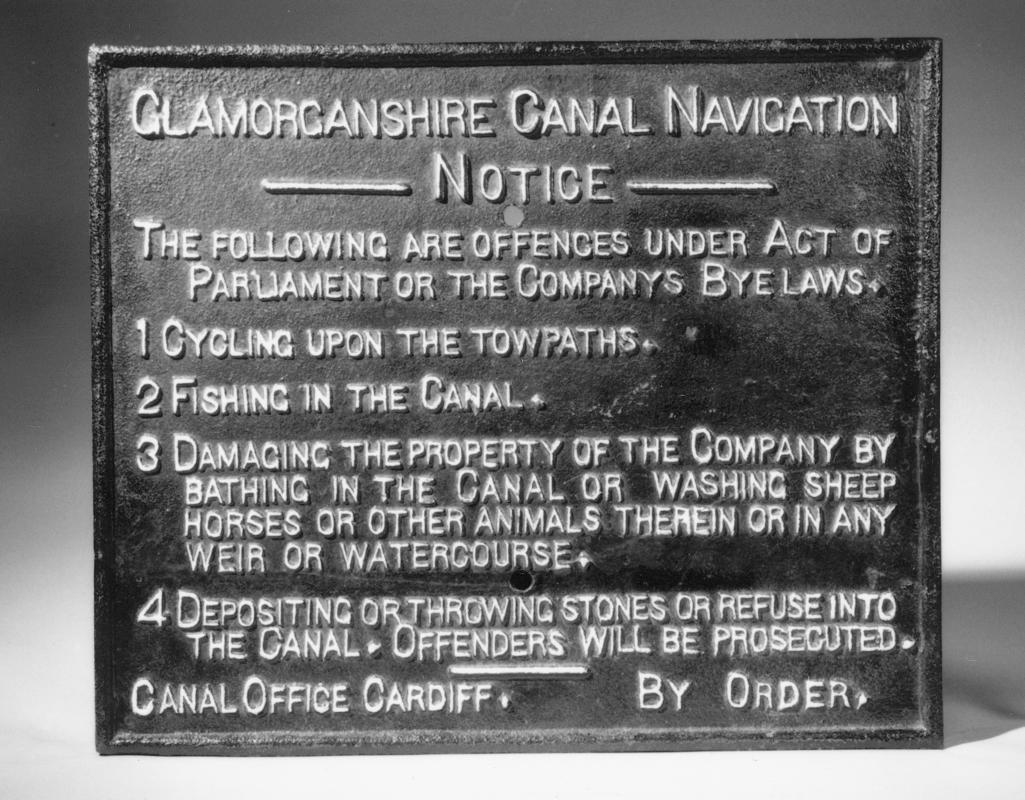 GLAMORGANSHIRE CANAL NAVIGATION
NOTICE
THE FOLLOWING ARE OFFENCES UNDER ACT OF
PARLIAMENT OR THE COMPANYS BYE LAWS.
1 CYCLING UPON THE TOWPATHS.
2 FISHING IN THE CANAL.
3 DAMAGING THE PROPERTY OF THE COMPANY BY
BATHING IN THE CANAL OR WASHING SHEEP
HORSES OR OTHER ANIMALS THEREIN OR IN ANY
WEIR OR WATERCOURSE.
4 DEPOSITING OR THROWING STONES OR REFUSE INTO
THE CANAL. OFFENDERS WILL BE PROSECUTED.
CANAL OFFICE CARDIFF. BY ORDER.